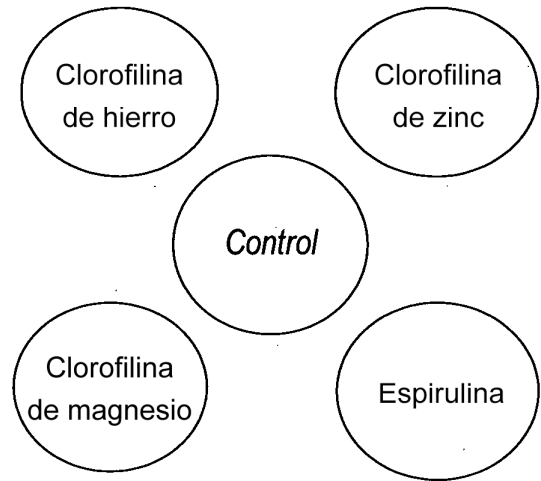 Clorofilina
de hierro
Clorofilina
de zinc
Control
Clorofilina
de magnesio
Espirulina